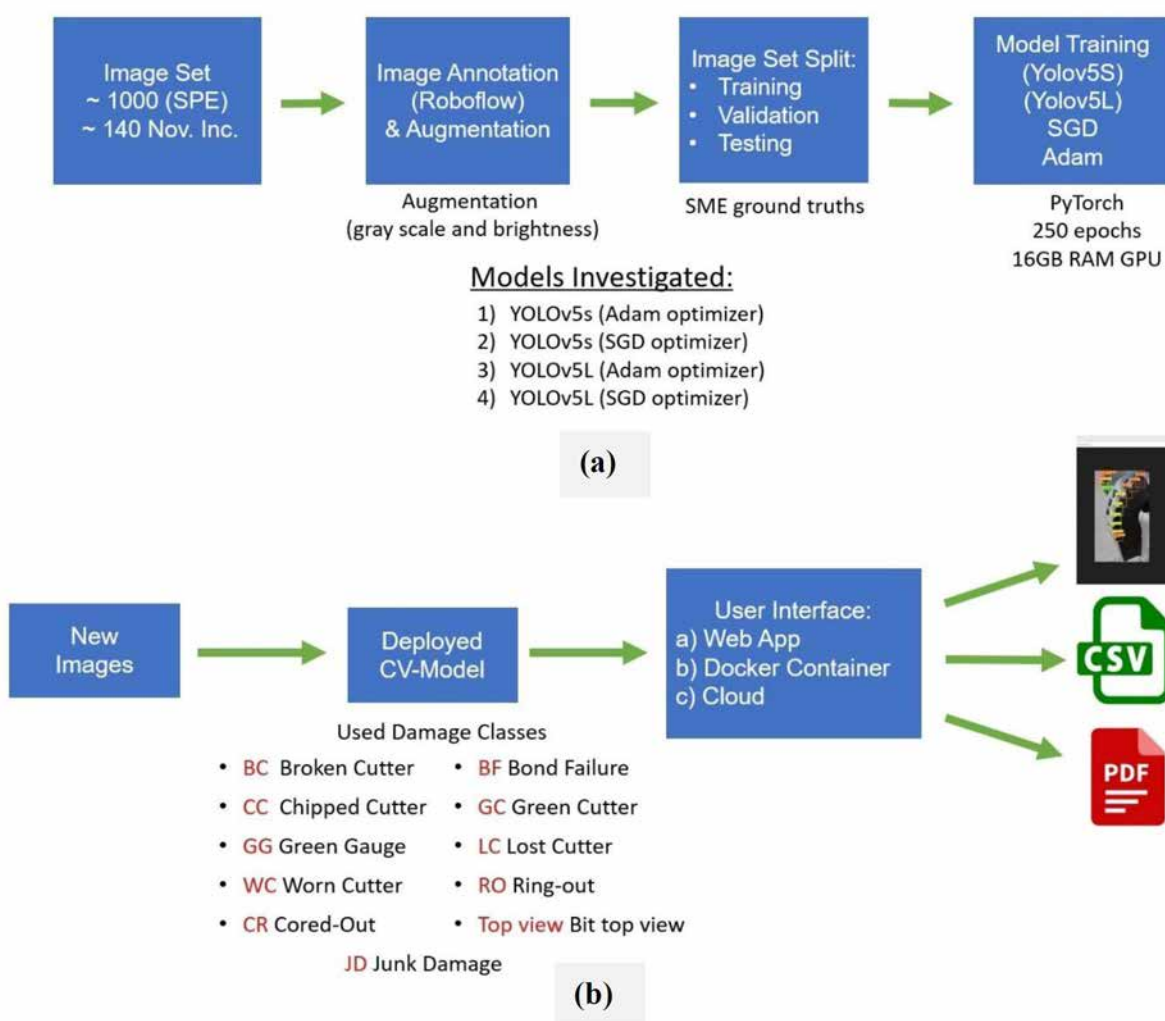 Image Set
~ 1000 (SPE)
~ 140 Nov. Inc.
Image Annotation
(Roboflow)
& Augmentation
Augmentation
(gray scale and brightness)
Image Set Split:
• Training
• Validation
• Testing
SME ground truths
Model Training
(Yolov5S)
(Yolov5L)
SGD
Adam
PyTorch
250 epochs
16GB RAM GPU
Models Investigated:
1) YOLOv5s (Adam optimizer)
2) YOLOv5s (SGD optimizer)
3) YOLOv5L (Adam optimizer)
4) YOLOv5L (SGD optimizer)
(a)
New
Images
Deployed
CV-Model
User Interface:
a) Web App
b) Docker Container
c) Cloud
CSV
PDF
Used Damage Classes
• BC Broken Cutter
• CC Chipped Cutter
• GG Green Gauge
• WC Worn Cutter
• CR Cored-Out
• BF Bond Failure
• GC Green Cutter
• LC Lost Cutter
• RO Ring-out
• Top view Bit top view
JD Junk Damage
(b)